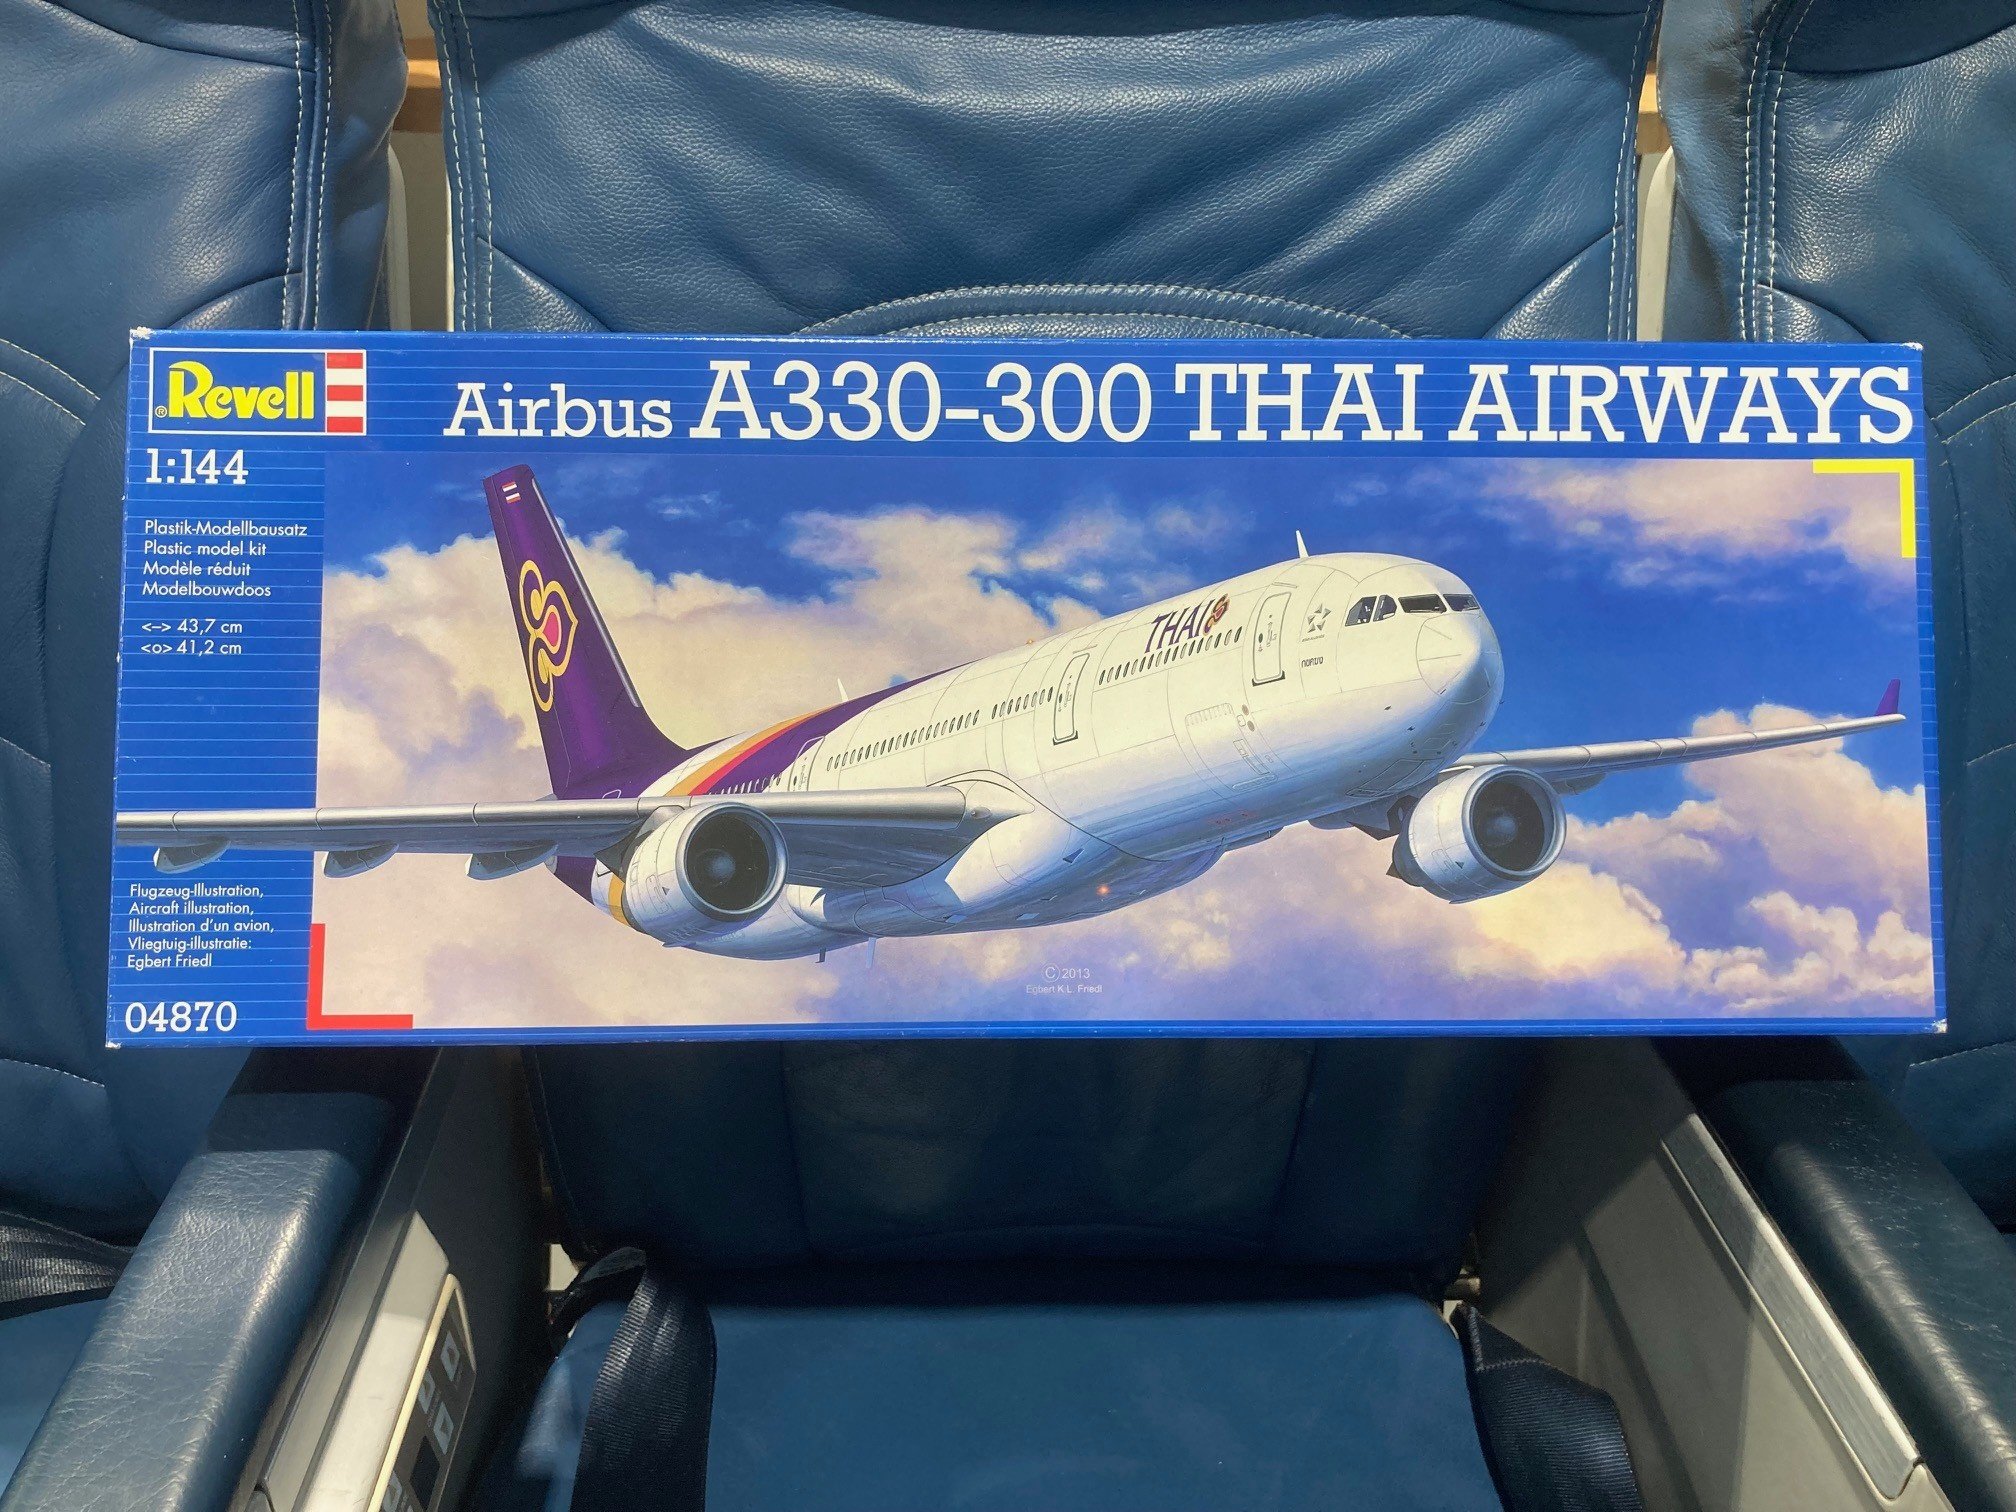 Revell
®
Airbus A330-300 THAI AIRWAYS
1:144
Plastik-Modellbausatz
Plastic model kit
Modèle réduit
Modelbouwdoos
<-> 43,7 cm
<o> 41,2 cm
THAI
Flugzeug-Illustration,
Aircraft illustration,
Illustration d'un avion,
Vliegtuig-illustratie:
Egbert Friedl
04870
(C)2013
Egbert K.L. Friedl